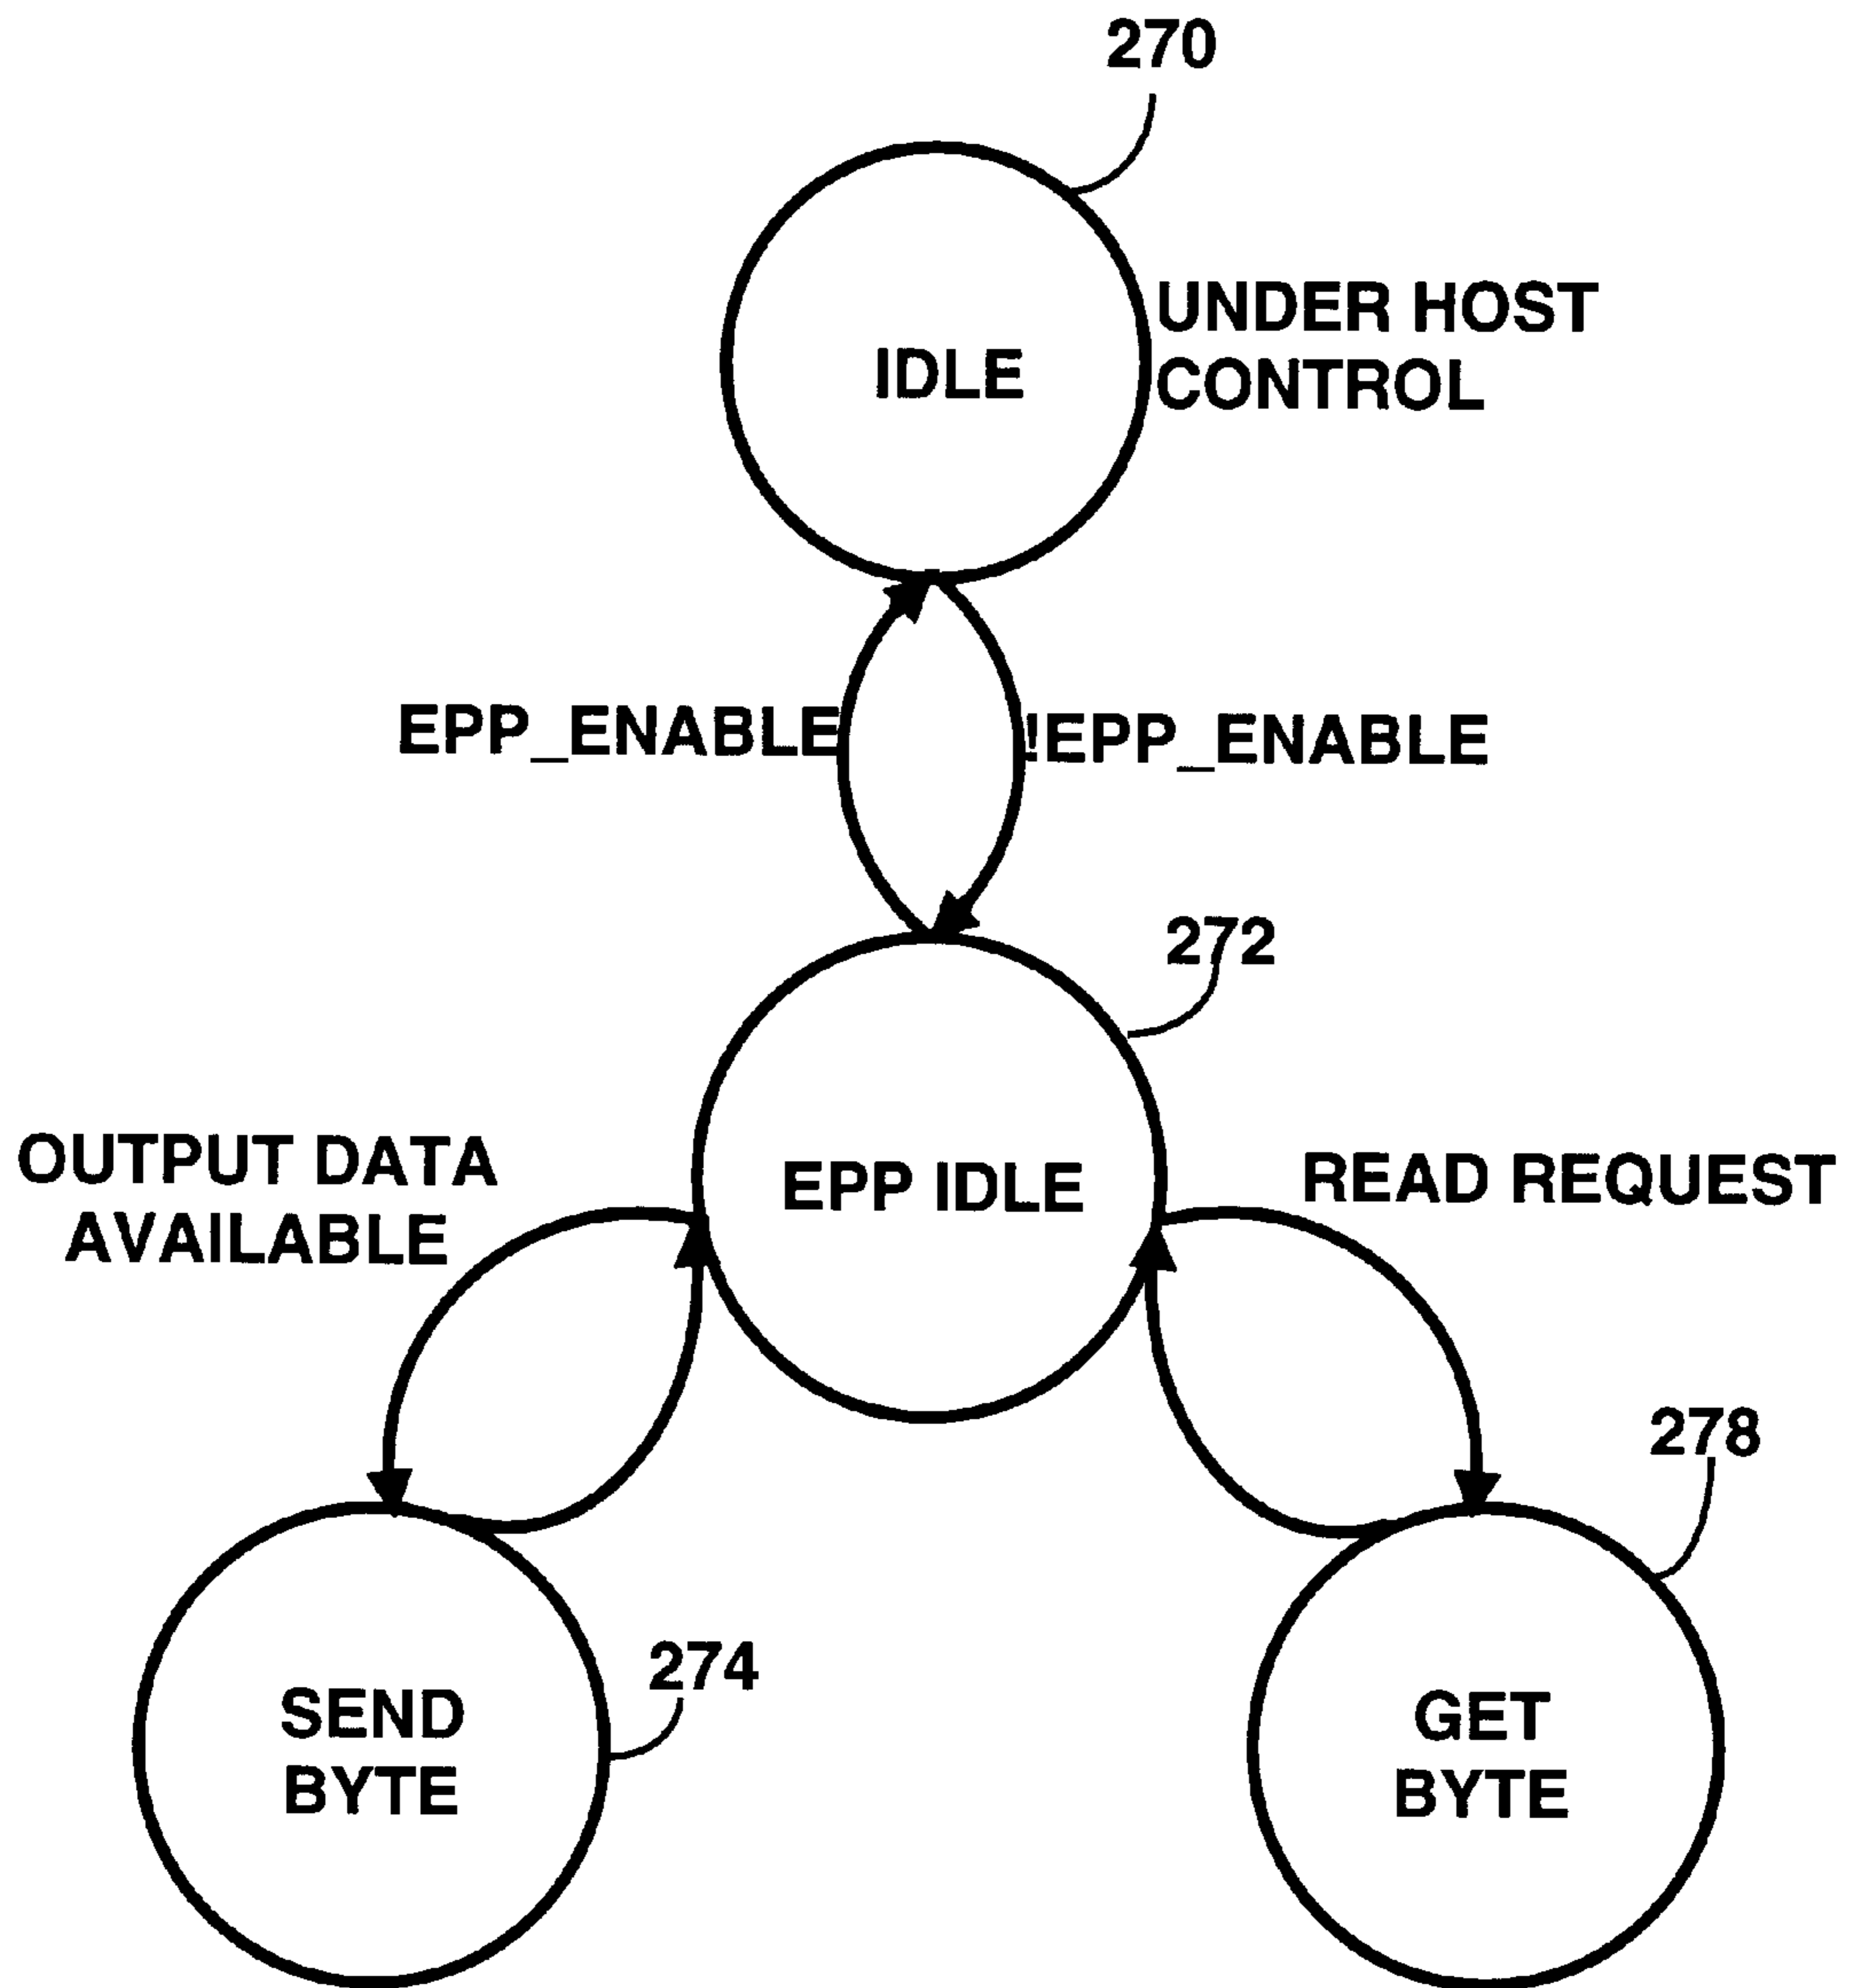 270
UNDER HOST
CONTROL
IDLE
EPP_ENABLE
!EPP_ENABLE
272
OUTPUT DATA
AVAILABLE
EPP IDLE
READ REQUEST
278
274
SEND
BYTE
GET
BYTE